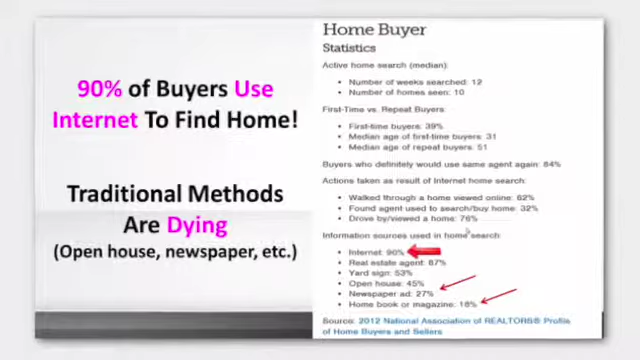 90% of Buyers Use
Internet To Find Home!
Traditional Methods
Are Dying
(Open house, newspaper, etc.)
Home Buyer
Statistics
Active home search (median):
• Number of weeks searched: 12
• Number of homes seen: 10
First-Time vs. Repeat Buyers:
• First-time buyers: 39%
• Median age of first-time buyers: 31
• Median age of repeat buyers: 51
Buyers who definitely would use same agent again: 84%
Actions taken as result of Internet home search:
• Walked through a home viewed online: 62%
• Found agent used to search/buy home: 32%
• Drove by/viewed a home: 76%
Information sources used in home search:
• Internet: 90%
• Real estate agent: 87%
• Yard sign: 53%
• Open house: 45%
• Newspaper ad: 27%
• Home book or magazine: 18%
Source: 2012 National Association of REALTORS® Profile
of Home Buyers and Sellers